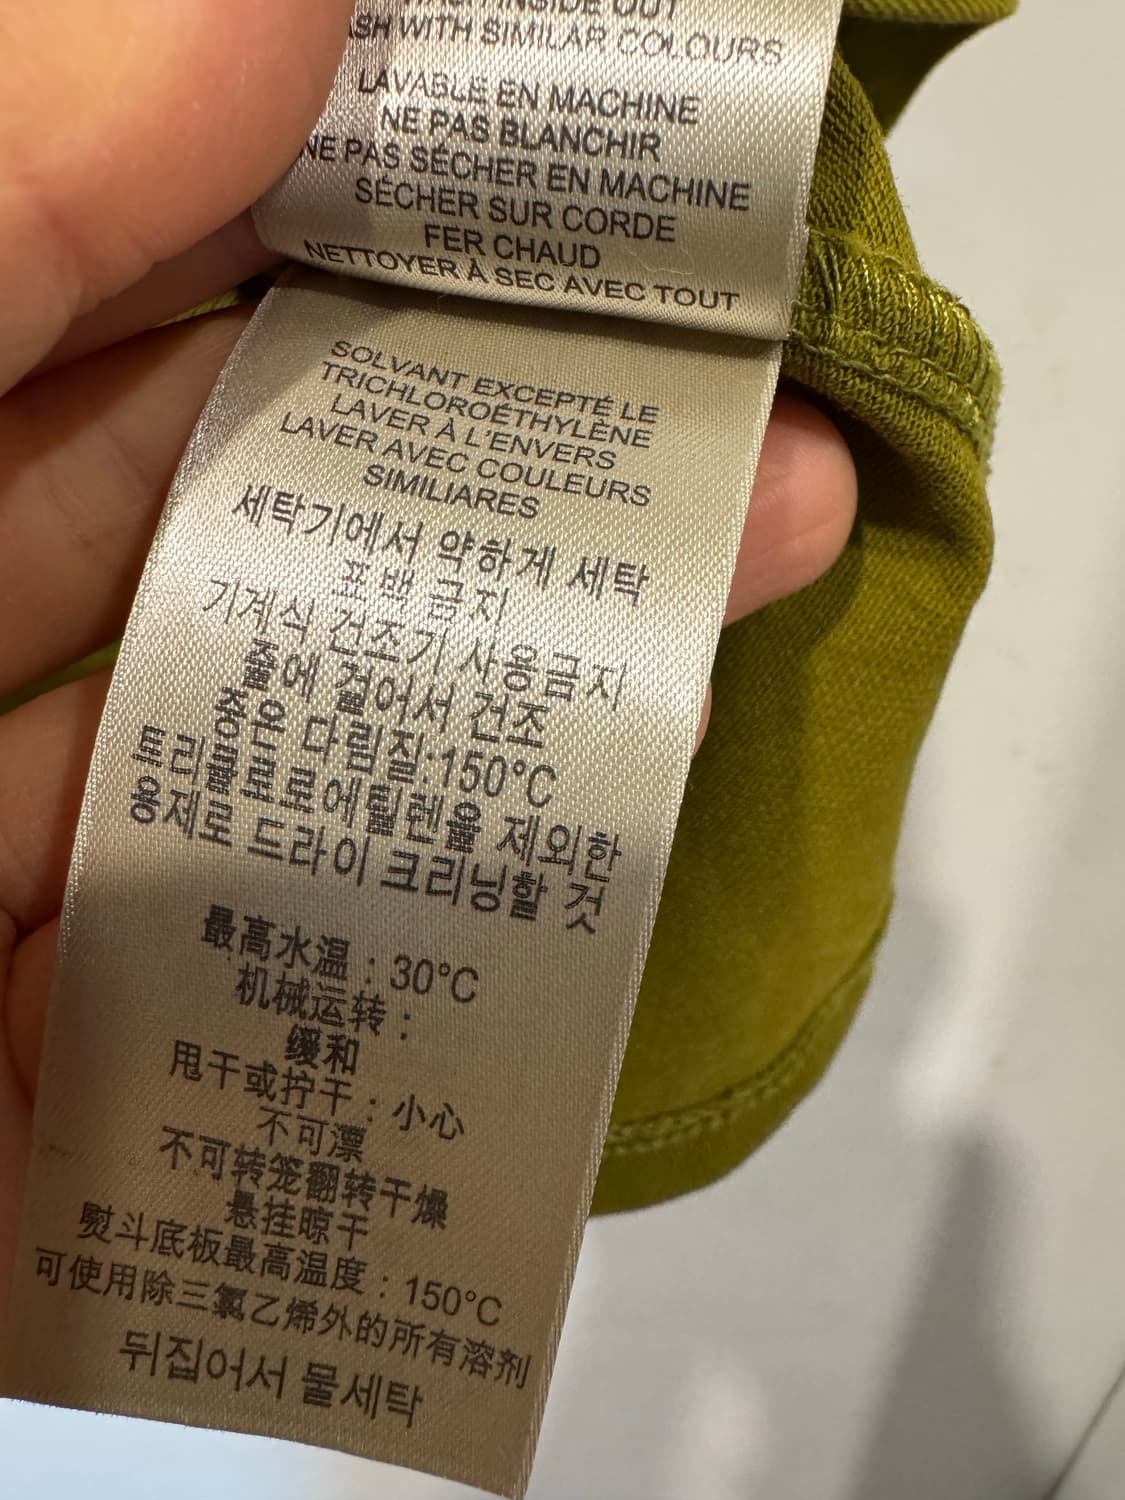 INSIDE OUT
WITH SIMILAR COLOURS
LAVABLE EN MACHINE
NE PAS BLANCHIR
NE PAS SÉCHER EN MACHINE
SÉCHER SUR CORDE
FER CHAUD
NETTOYER À SEC AVEC TOUT
SOLVANT EXCEPTÉ LE
TRICHLOROÉTHYLÈNE
LAVER À L'ENVERS
LAVER AVEC COULEURS
SIMILIARES
세탁기에서 약하게 세탁
표백 금지
기계식 건조기 사용금지
줄에 걸어서 건조
중온 다림질:150°C
트리클로로에틸렌을 제외한
용제로 드라이 크리닝할 것
最高水温：30°C
机械运转：
缓和
甩干或拧干：小心
不可漂
不可转笼翻转干燥
悬挂晾干
熨斗底板最高温度：150°C
可使用除三氯乙烯外的所有溶剂
뒤집어서 물세탁